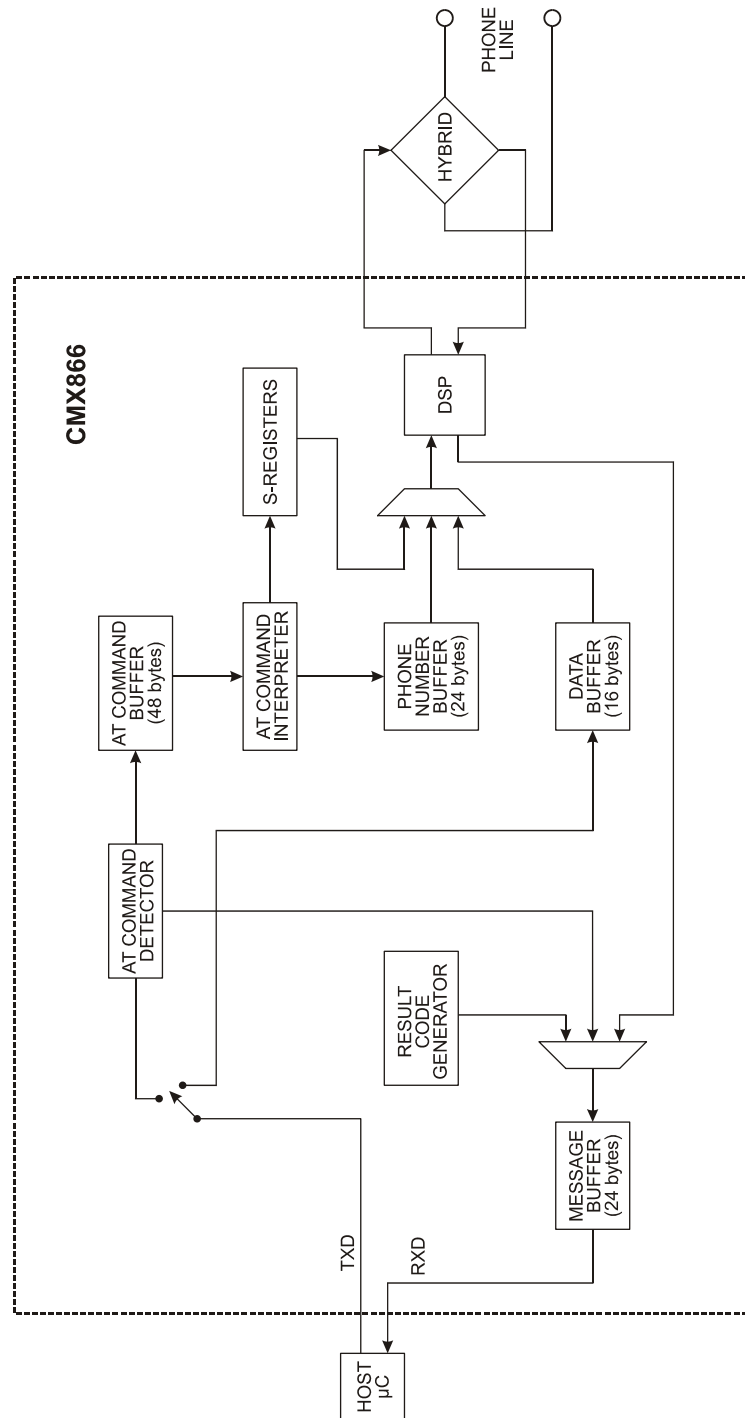 CMX866
HOST
µC
TXD
RXD
AT COMMAND
DETECTOR
AT COMMAND
BUFFER
(48 bytes)
AT COMMAND
INTERPRETER
S-REGISTERS
RESULT
CODE
GENERATOR
PHONE
NUMBER
BUFFER
(24 bytes)
DSP
HYBRID
PHONE
LINE
MESSAGE
BUFFER
(24 bytes)
DATA
BUFFER
(16 bytes)